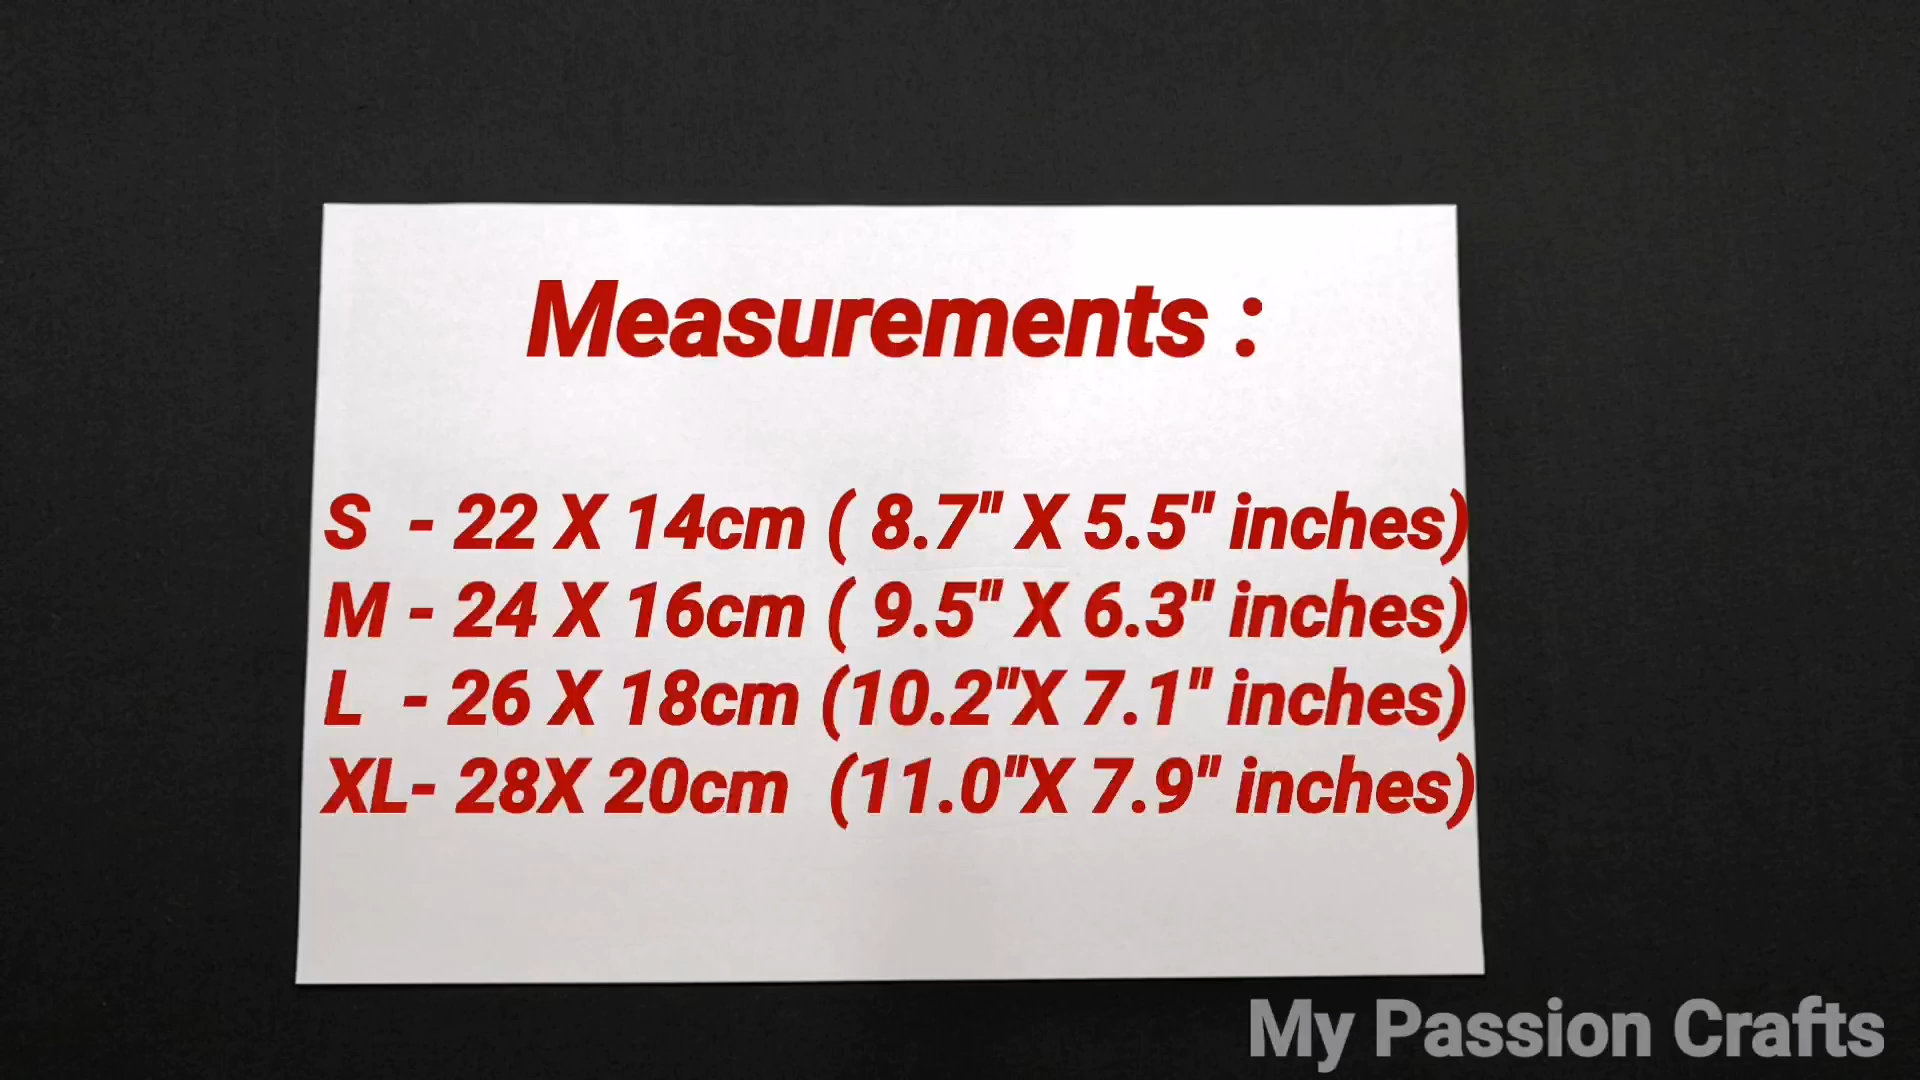 Measurements :
S - 22 X 14cm ( 8.7" X 5.5" inches)
M - 24 X 16cm ( 9.5" X 6.3" inches)
L - 26 X 18cm (10.2"X 7.1" inches)
XL- 28X 20cm (11.0"X 7.9" inches)
My Passion Crafts